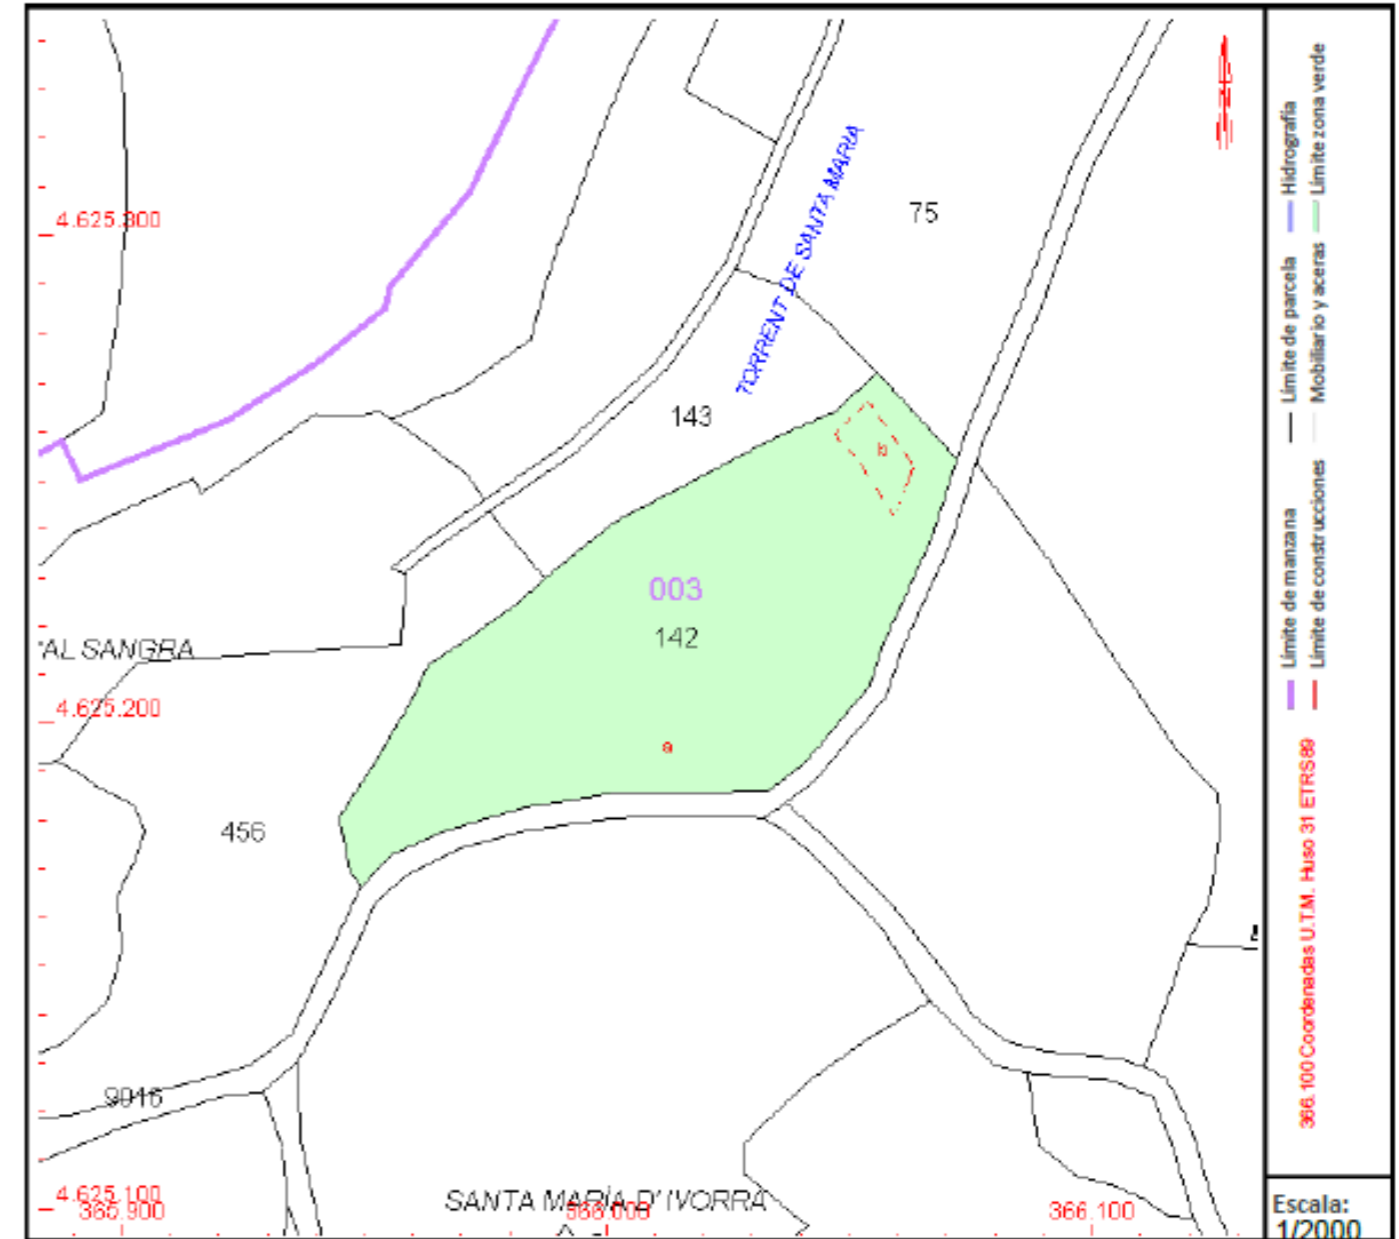 75
TORRENT DE SANTA MARIA
4.625.300
143
003
142
'AL SANGRA
4.625.200
a
456
9016
4.625.100
365.900
SANTA MARÍA D' IVORRA
366.000
366.100
Límite de manzana
Límite de parcela
Hidrografía
Límite de construcciones
Mobiliario y aceras
Límite zona verde
366.100 Coordenadas U.T.M. Huso 31 ETRS89
Escala:
1/2000